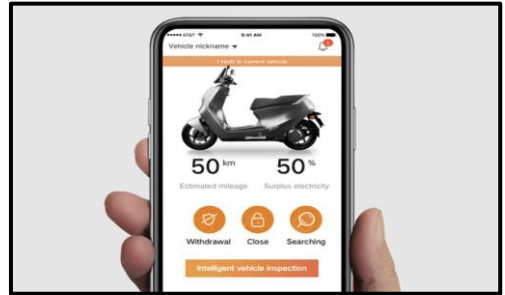 AT&T 9:41 AM 100%
Vehicle nickname
1 fault in current vehicle
50 km 50 %
Estimated mileage Surplus electricity
Withdrawal Close Searching
Intelligent vehicle inspection